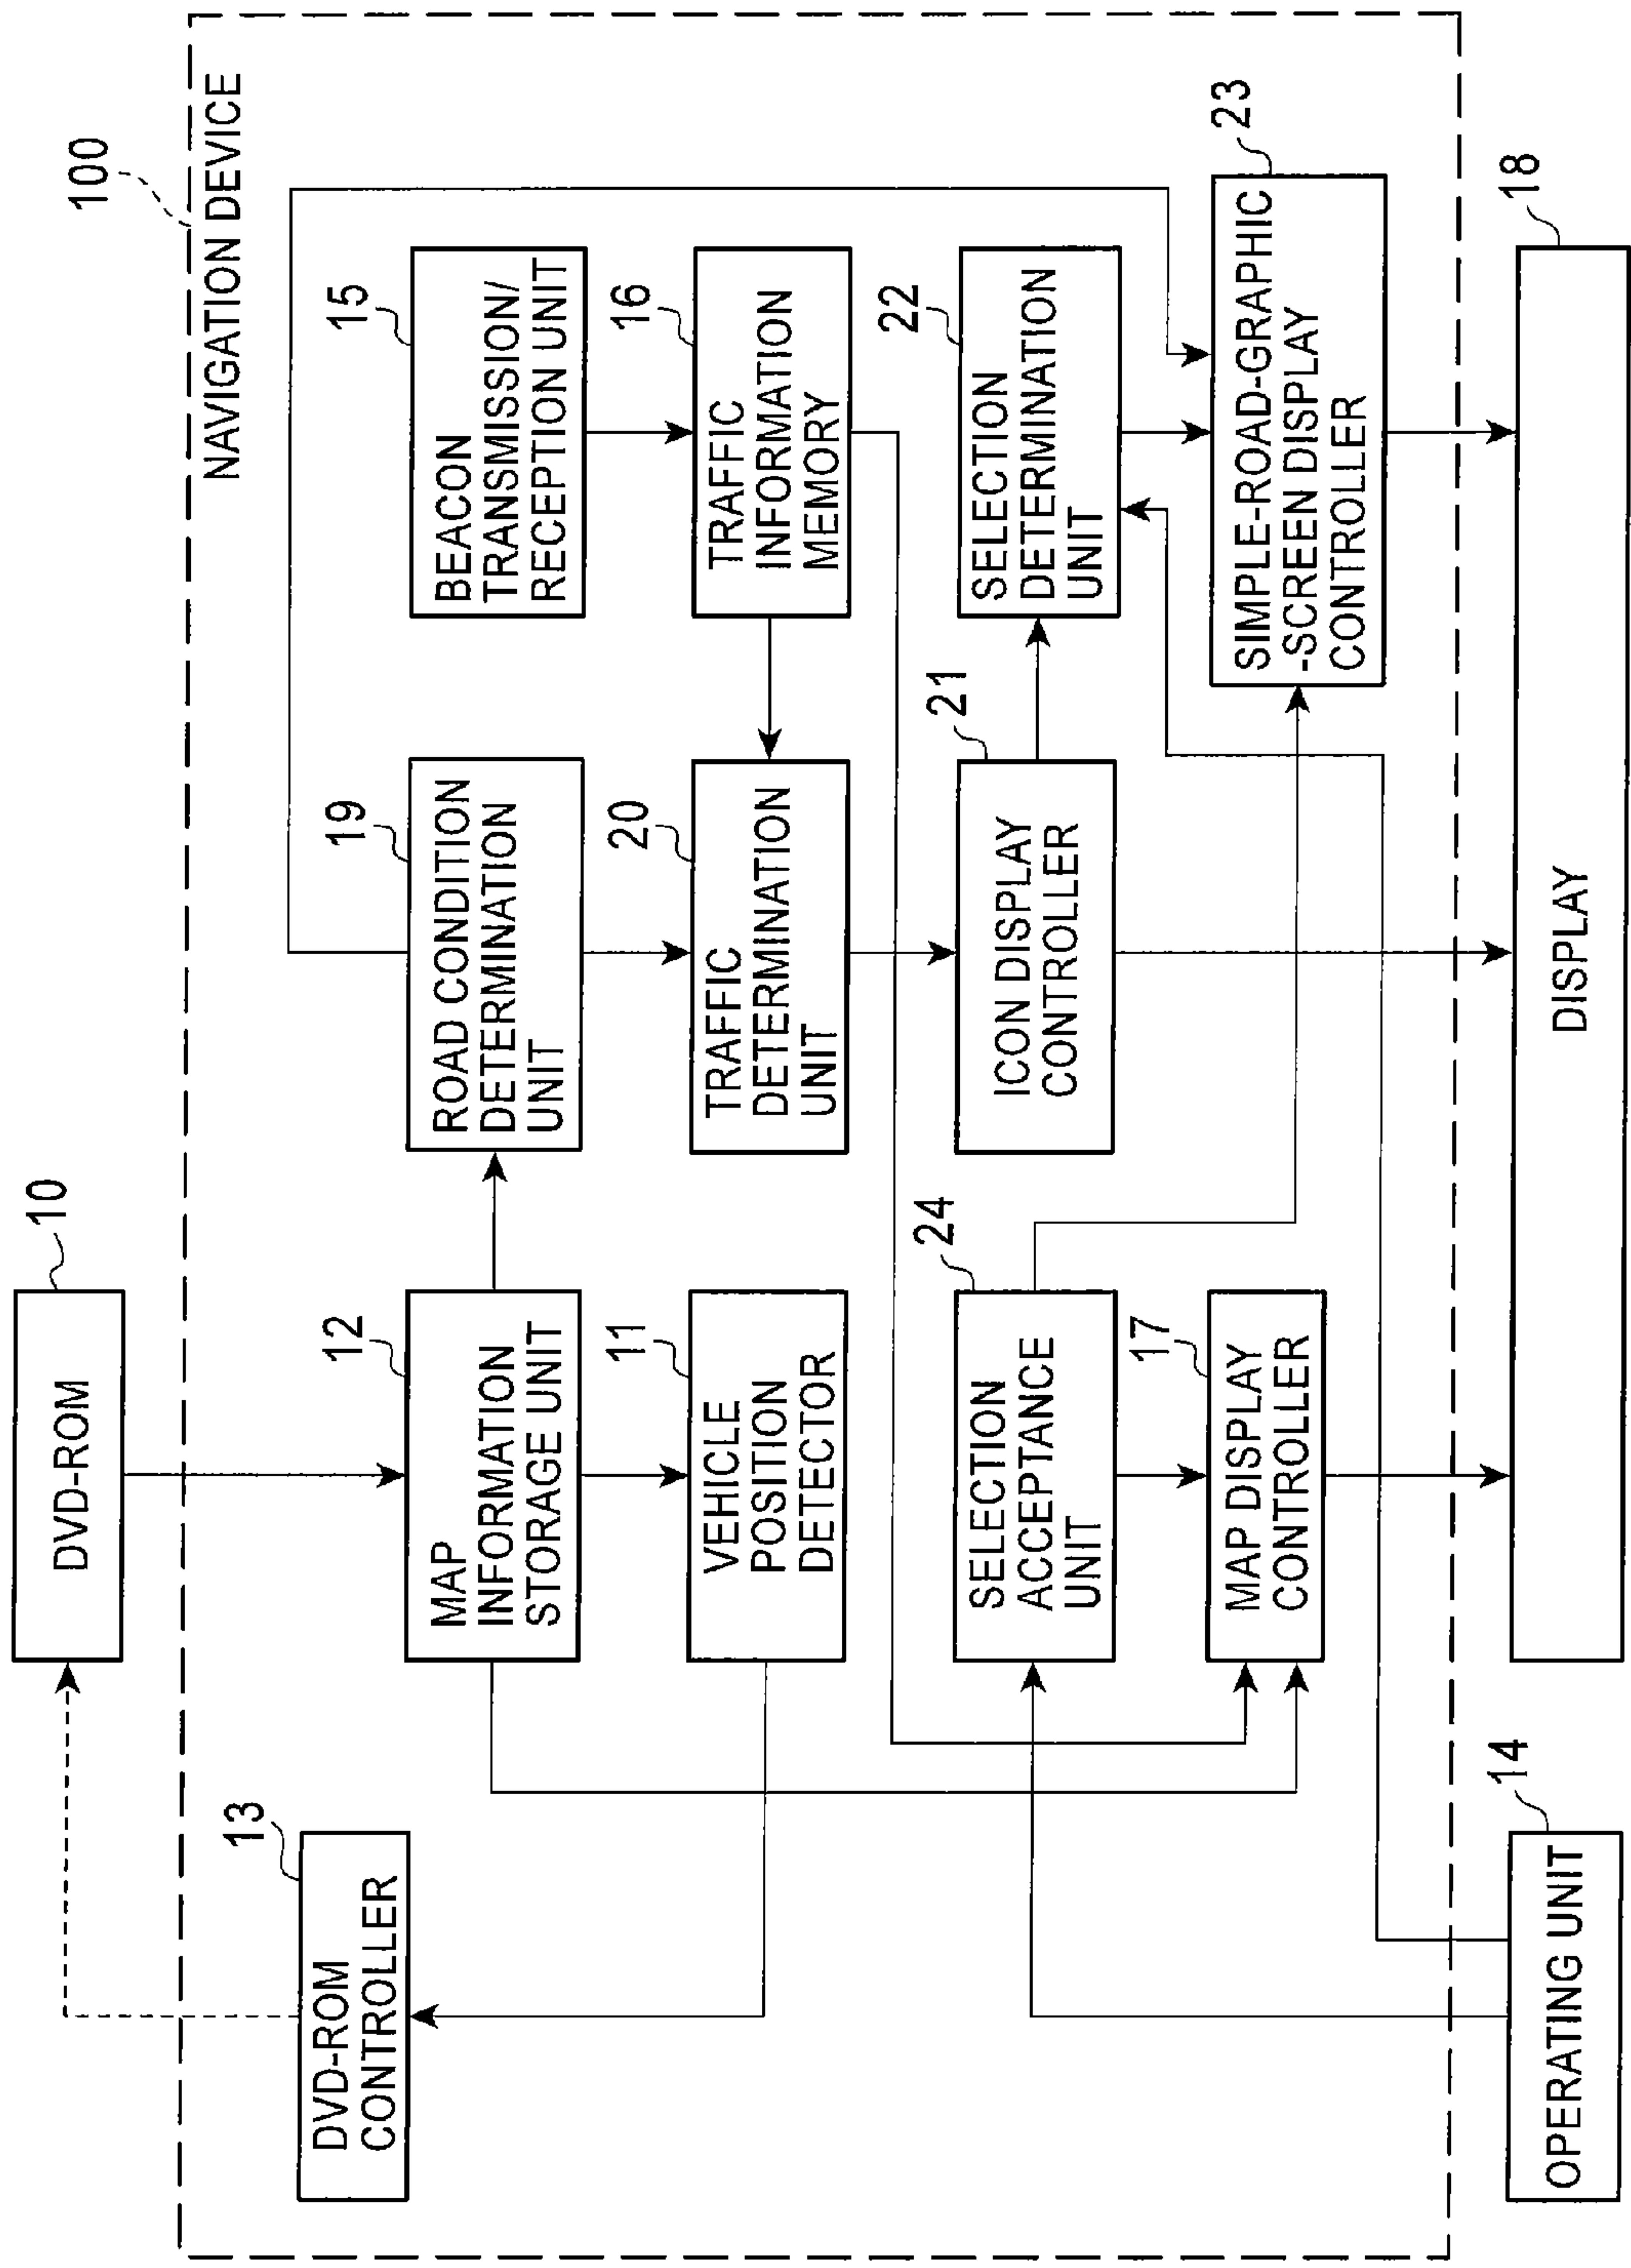 100
NAVIGATION DEVICE
10
DVD-ROM
13
DVD-ROM
CONTROLLER
12
MAP
INFORMATION
STORAGE UNIT
19
ROAD CONDITION
DETERMINATION
UNIT
15
BEACON
TRANSMISSION/
RECEPTION UNIT
11
VEHICLE
POSITION
DETECTOR
20
TRAFFIC
DETERMINATION
UNIT
16
TRAFFIC
INFORMATION
MEMORY
24
SELECTION
ACCEPTANCE
UNIT
21
ICON DISPLAY
CONTROLLER
22
SELECTION
DETERMINATION
UNIT
17
MAP DISPLAY
CONTROLLER
23
SIMPLE-ROAD-GRAPHIC
-SCREEN DISPLAY
CONTROLLER
14
OPERATING UNIT
18
DISPLAY